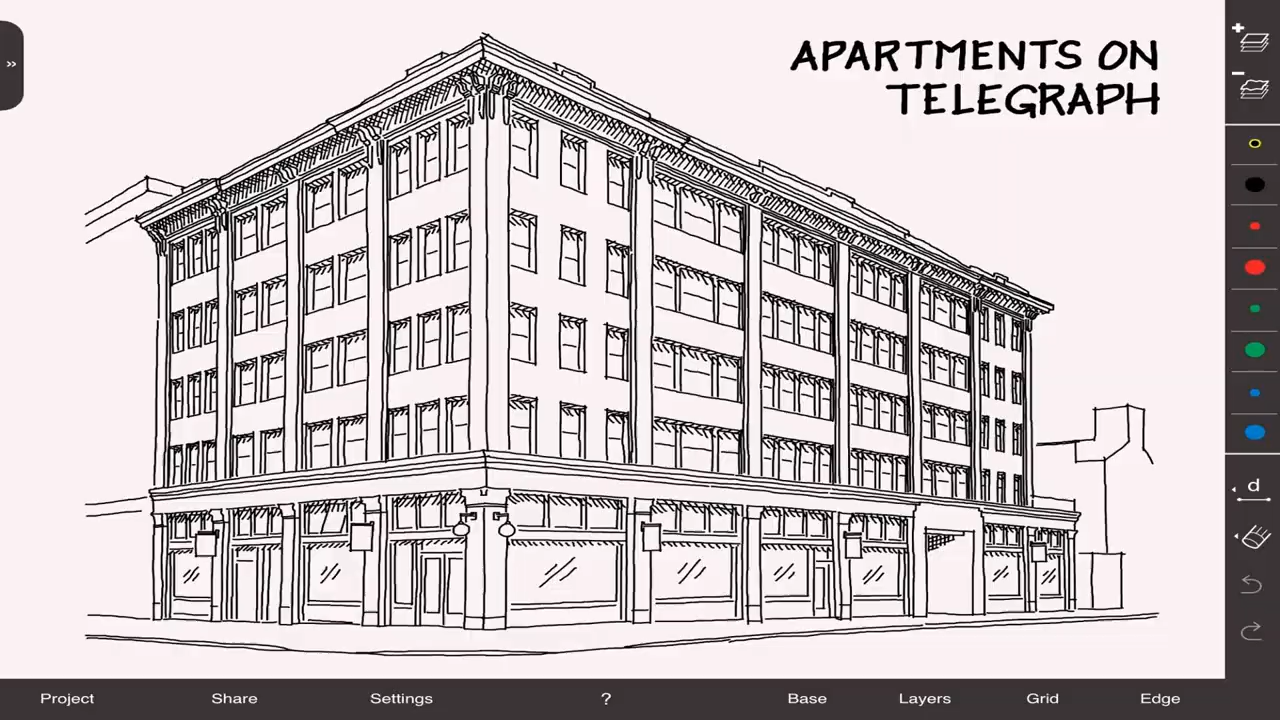 APARTMENTS ON
TELEGRAPH
»
d
Project
Share
Settings
?
Base
Layers
Grid
Edge